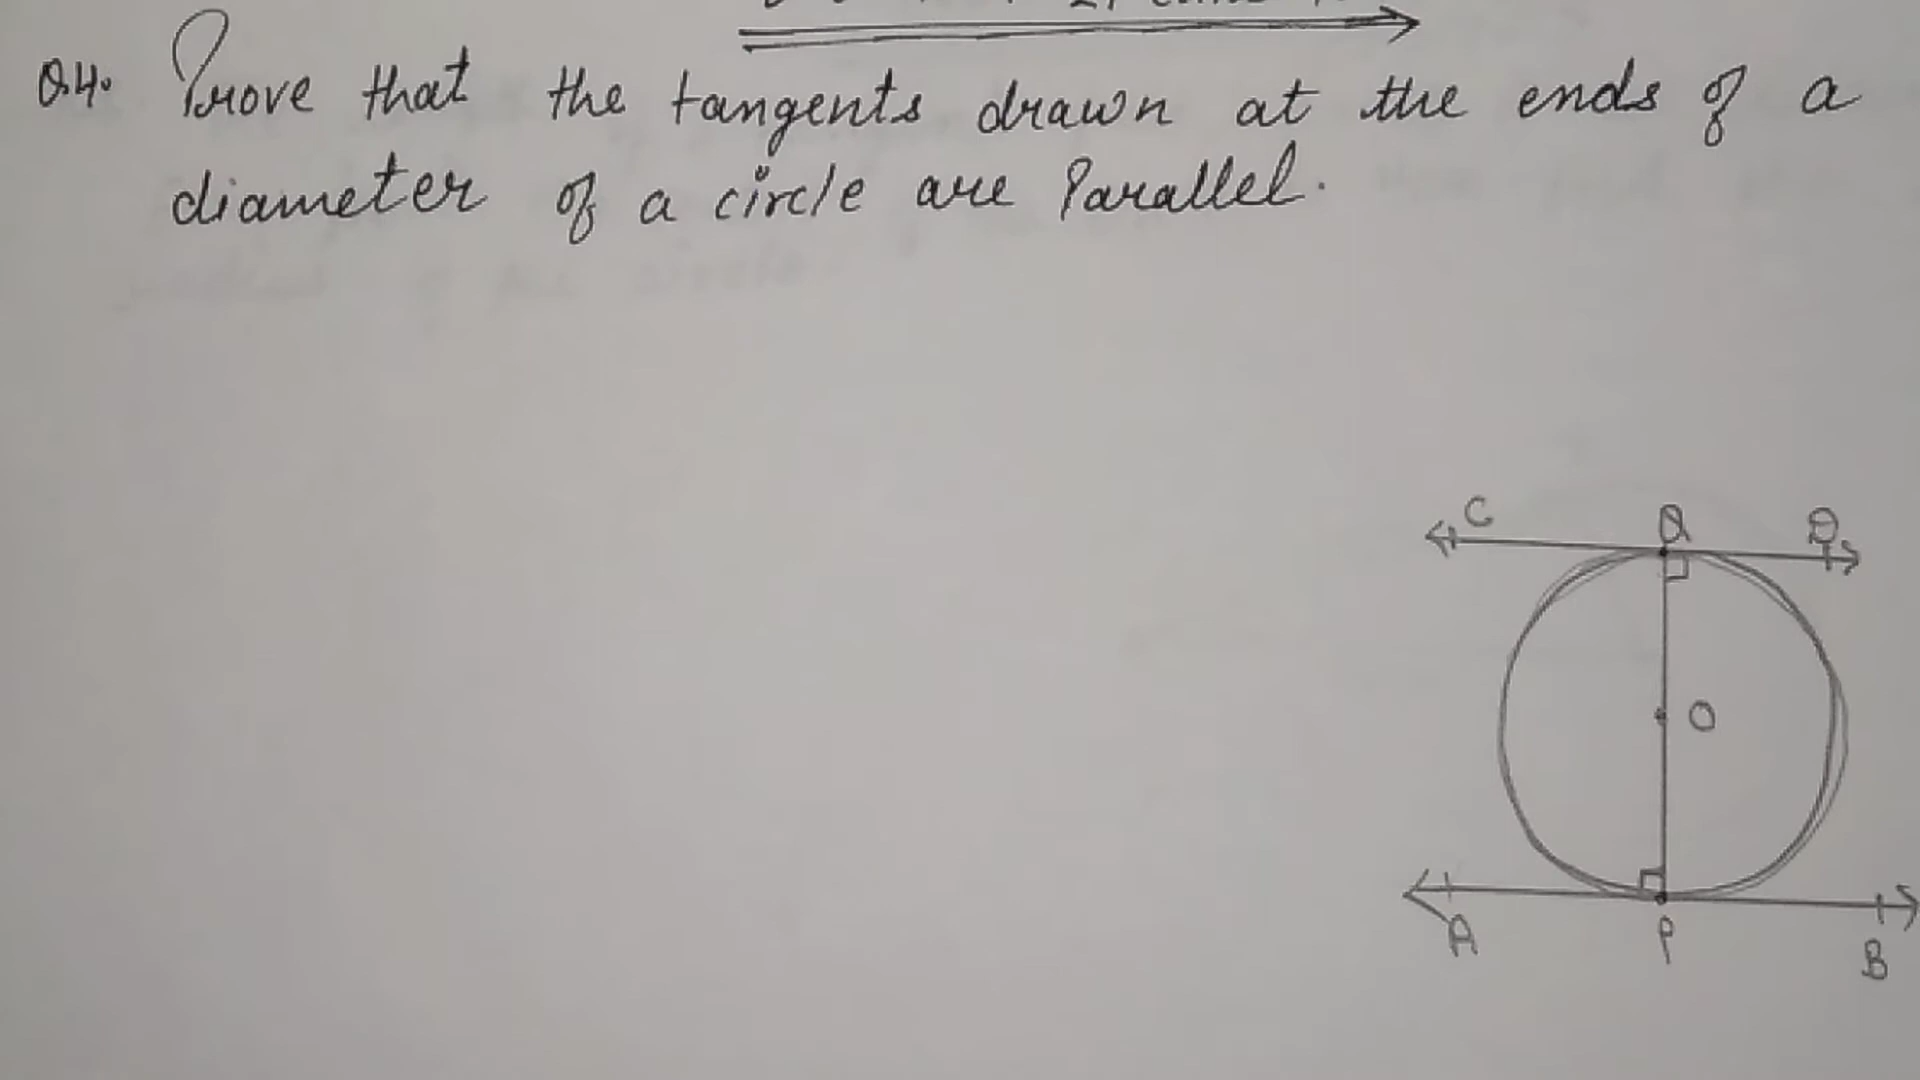 Q.4. Prove that the tangents drawn at the ends of a
diameter of a circle are Parallel.
C Q D
O
A P B